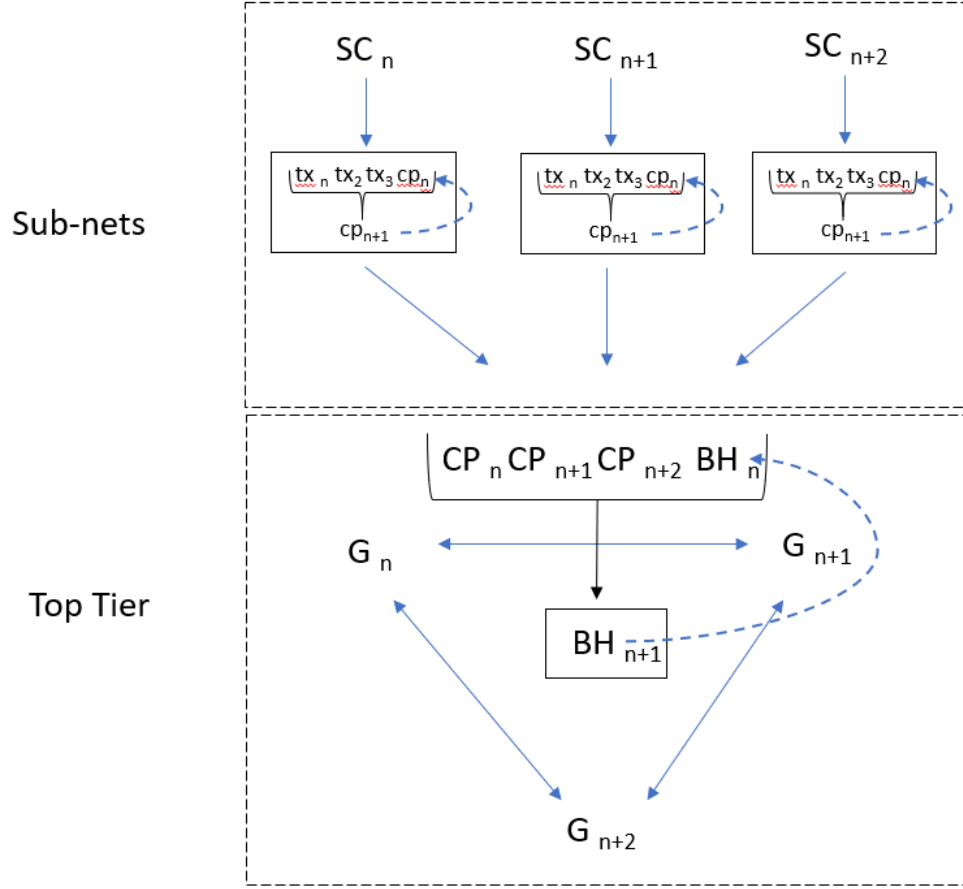 SC n SC n+1 SC n+2
tx n tx2 tx3 cpn tx n tx2 tx3 cpn tx n tx2 tx3 cpn
Sub-nets
cpn+1 cpn+1 cpn+1
CP n CP n+1 CP n+2 BH n
G n G n+1
Top Tier
BH n+1
G n+2